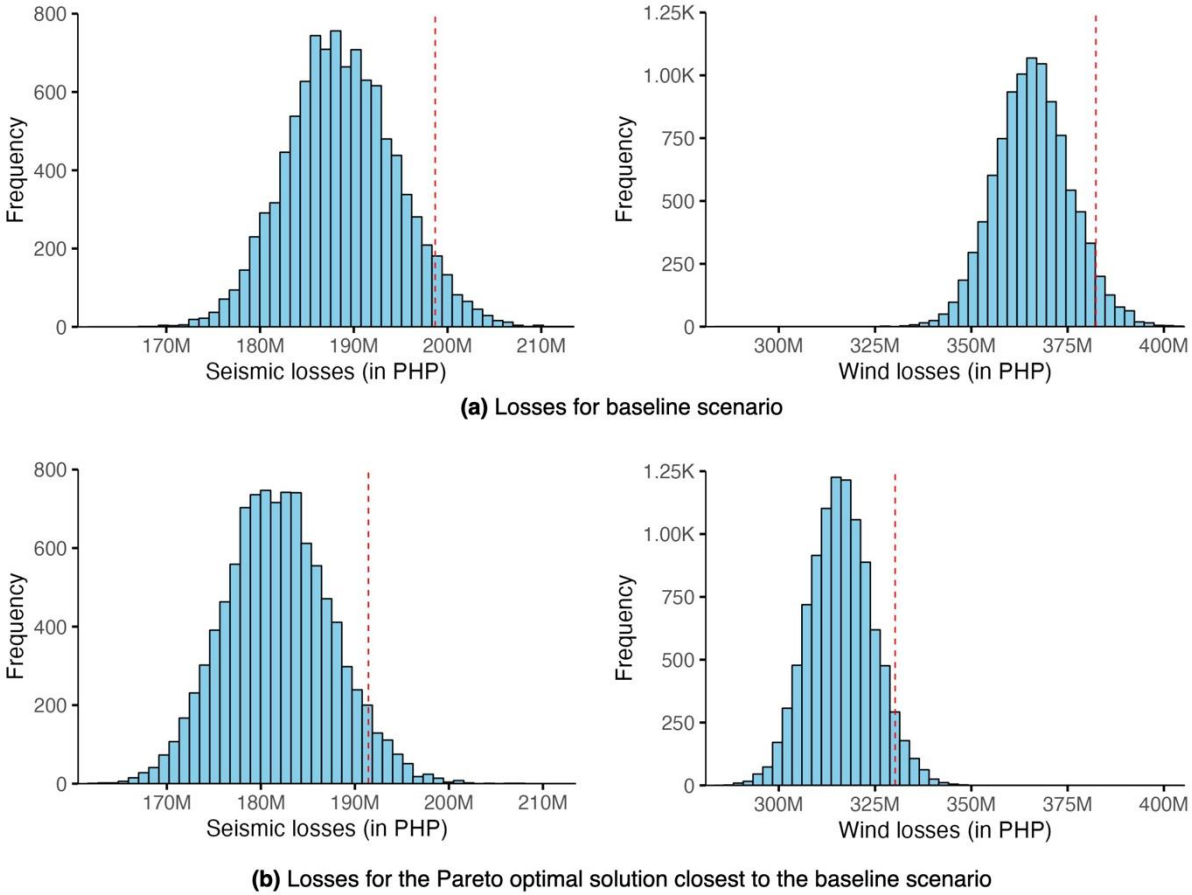 800
600
400
200
0
Frequency
170M 180M 190M 200M 210M
Seismic losses (in PHP)
1.25K
1.00K
750
500
250
0
Frequency
300M 325M 350M 375M 400M
Wind losses (in PHP)
(a) Losses for baseline scenario
800
600
400
200
0
Frequency
170M 180M 190M 200M 210M
Seismic losses (in PHP)
1.25K
1.00K
750
500
250
0
Frequency
300M 325M 350M 375M 400M
Wind losses (in PHP)
(b) Losses for the Pareto optimal solution closest to the baseline scenario